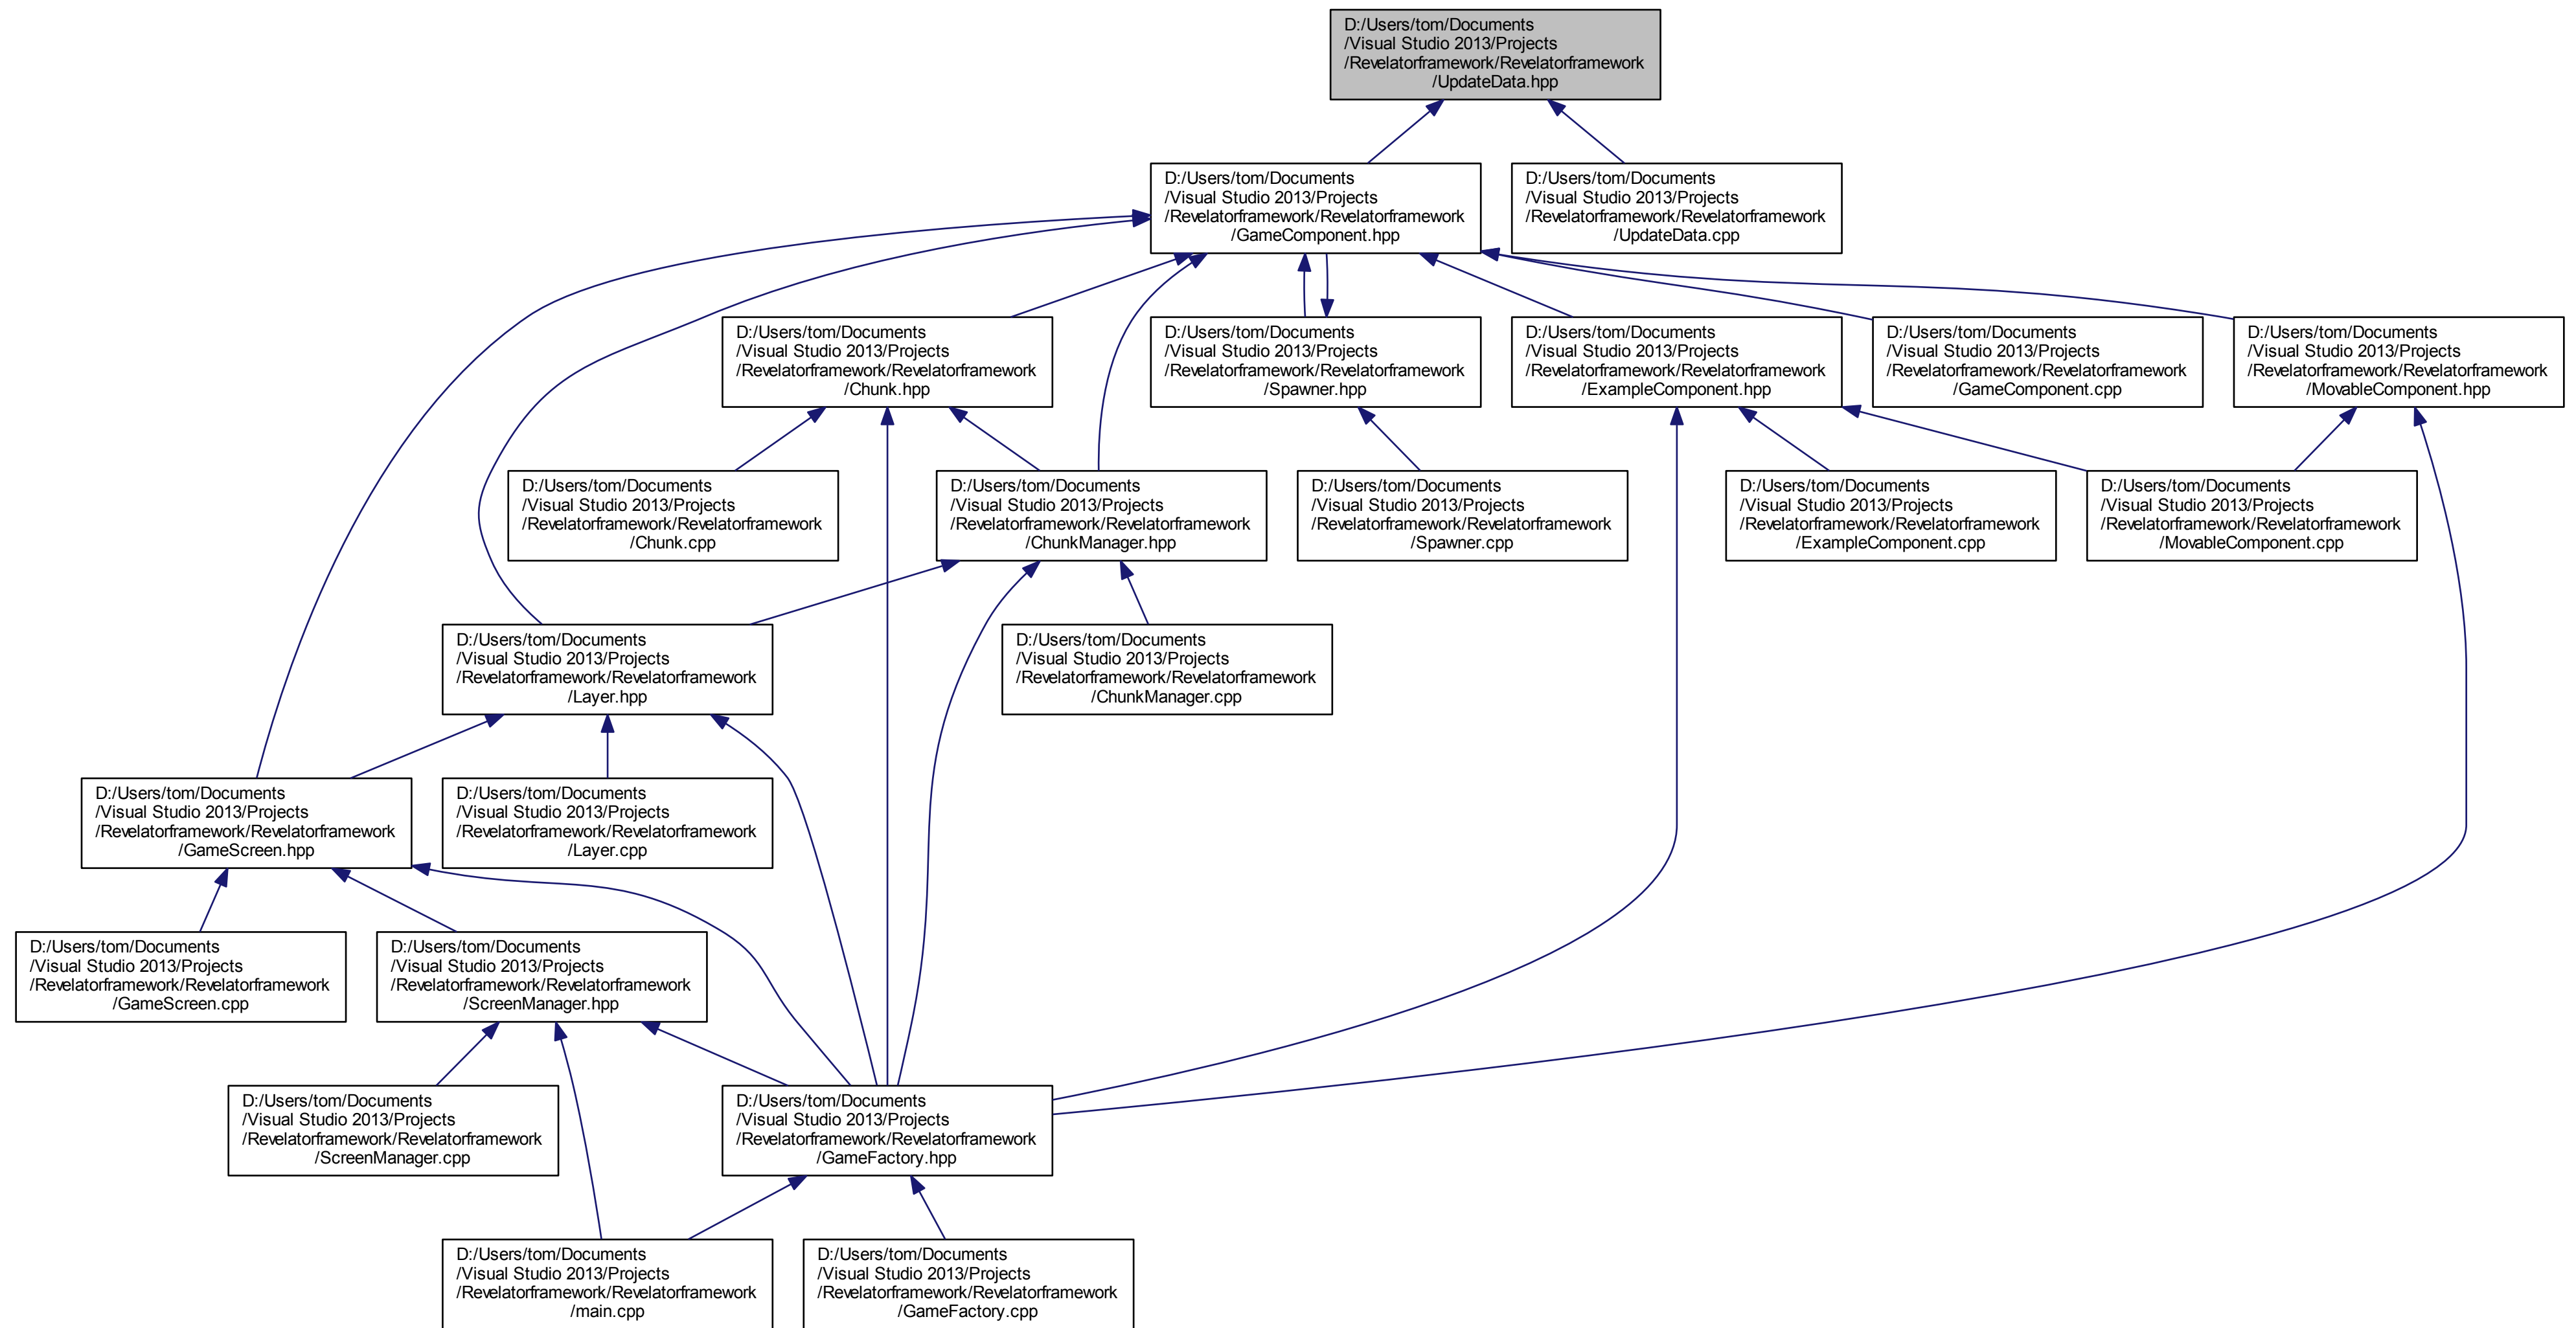 D:/Users/tom/Documents
/Visual Studio 2013/Projects
/Revelatorframework/Revelatorframework
/UpdateData.hpp
D:/Users/tom/Documents
/Visual Studio 2013/Projects
/Revelatorframework/Revelatorframework
/GameComponent.hpp
D:/Users/tom/Documents
/Visual Studio 2013/Projects
/Revelatorframework/Revelatorframework
/UpdateData.cpp
D:/Users/tom/Documents
/Visual Studio 2013/Projects
/Revelatorframework/Revelatorframework
/Chunk.hpp
D:/Users/tom/Documents
/Visual Studio 2013/Projects
/Revelatorframework/Revelatorframework
/Spawner.hpp
D:/Users/tom/Documents
/Visual Studio 2013/Projects
/Revelatorframework/Revelatorframework
/ExampleComponent.hpp
D:/Users/tom/Documents
/Visual Studio 2013/Projects
/Revelatorframework/Revelatorframework
/GameComponent.cpp
D:/Users/tom/Documents
/Visual Studio 2013/Projects
/Revelatorframework/Revelatorframework
/MovableComponent.hpp
D:/Users/tom/Documents
/Visual Studio 2013/Projects
/Revelatorframework/Revelatorframework
/Chunk.cpp
D:/Users/tom/Documents
/Visual Studio 2013/Projects
/Revelatorframework/Revelatorframework
/ChunkManager.hpp
D:/Users/tom/Documents
/Visual Studio 2013/Projects
/Revelatorframework/Revelatorframework
/Spawner.cpp
D:/Users/tom/Documents
/Visual Studio 2013/Projects
/Revelatorframework/Revelatorframework
/ExampleComponent.cpp
D:/Users/tom/Documents
/Visual Studio 2013/Projects
/Revelatorframework/Revelatorframework
/MovableComponent.cpp
D:/Users/tom/Documents
/Visual Studio 2013/Projects
/Revelatorframework/Revelatorframework
/Layer.hpp
D:/Users/tom/Documents
/Visual Studio 2013/Projects
/Revelatorframework/Revelatorframework
/ChunkManager.cpp
D:/Users/tom/Documents
/Visual Studio 2013/Projects
/Revelatorframework/Revelatorframework
/GameScreen.hpp
D:/Users/tom/Documents
/Visual Studio 2013/Projects
/Revelatorframework/Revelatorframework
/Layer.cpp
D:/Users/tom/Documents
/Visual Studio 2013/Projects
/Revelatorframework/Revelatorframework
/GameScreen.cpp
D:/Users/tom/Documents
/Visual Studio 2013/Projects
/Revelatorframework/Revelatorframework
/ScreenManager.hpp
D:/Users/tom/Documents
/Visual Studio 2013/Projects
/Revelatorframework/Revelatorframework
/ScreenManager.cpp
D:/Users/tom/Documents
/Visual Studio 2013/Projects
/Revelatorframework/Revelatorframework
/GameFactory.hpp
D:/Users/tom/Documents
/Visual Studio 2013/Projects
/Revelatorframework/Revelatorframework
/main.cpp
D:/Users/tom/Documents
/Visual Studio 2013/Projects
/Revelatorframework/Revelatorframework
/GameFactory.cpp